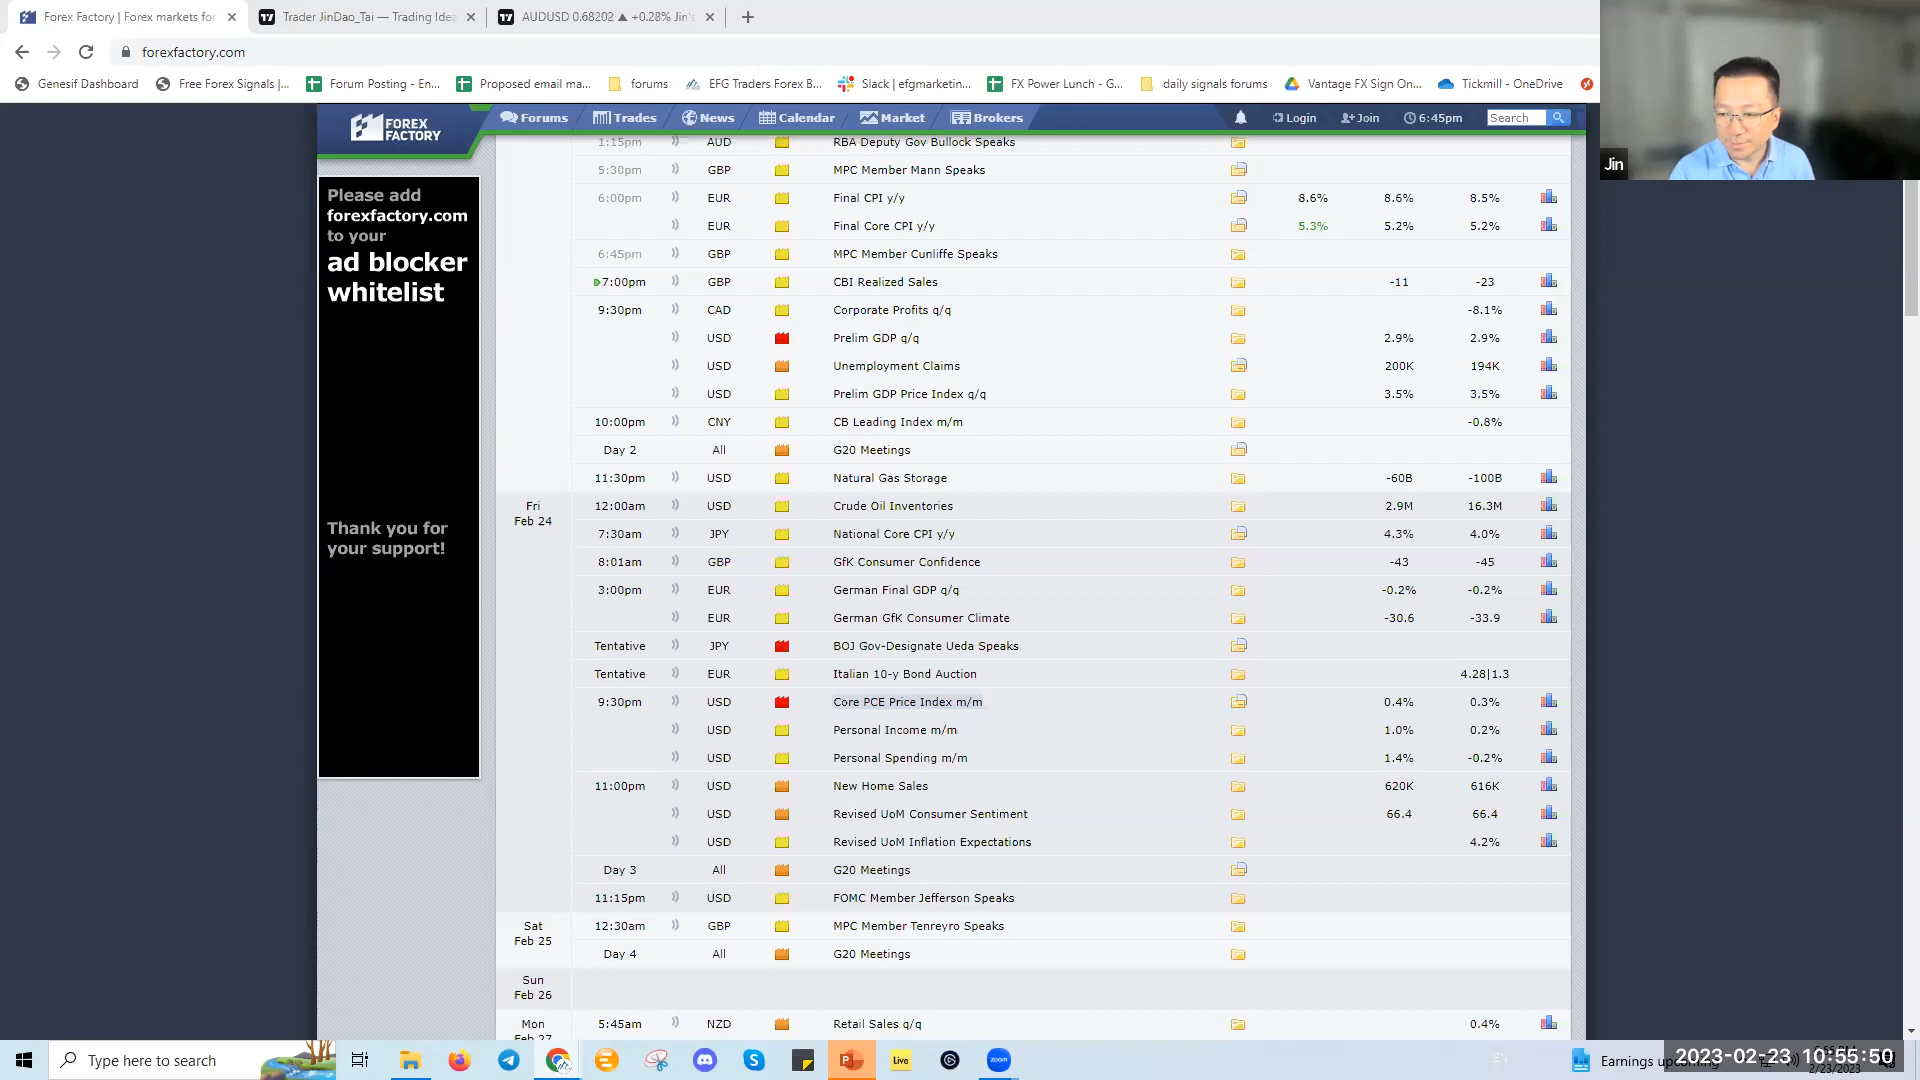 Forex Factory | Forex markets for
Trader JinDao_Tai — Trading Idea
AUDUSD 0.68202 ▲ +0.28% Jin's
forexfactory.com
Genesif Dashboard
Free Forex Signals |...
Forum Posting - En...
Proposed email ma...
forums
EFG Traders Forex B...
Slack | efgmarketin...
FX Power Lunch - G...
daily signals forums
Vantage FX Sign On...
Tickmill - OneDrive
FOREX FACTORY
Forums
Trades
News
Calendar
Market
Brokers
Login
Join
6:45pm
Search
Jin
Please add
forexfactory.com
to your
ad blocker
whitelist
Thank you for
your support!
1:15pm AUD RBA Deputy Gov Bullock Speaks
5:30pm GBP MPC Member Mann Speaks
6:00pm EUR Final CPI y/y 8.6% 8.6% 8.5%
EUR Final Core CPI y/y 5.3% 5.2% 5.2%
6:45pm GBP MPC Member Cunliffe Speaks
7:00pm GBP CBI Realized Sales -11 -23
9:30pm CAD Corporate Profits q/q -8.1%
USD Prelim GDP q/q 2.9% 2.9%
USD Unemployment Claims 200K 194K
USD Prelim GDP Price Index q/q 3.5% 3.5%
10:00pm CNY CB Leading Index m/m -0.8%
Day 2 All G20 Meetings
11:30pm USD Natural Gas Storage -60B -100B
Fri
Feb 24
12:00am USD Crude Oil Inventories 2.9M 16.3M
7:30am JPY National Core CPI y/y 4.3% 4.0%
8:01am GBP GfK Consumer Confidence -43 -45
3:00pm EUR German Final GDP q/q -0.2% -0.2%
EUR German GfK Consumer Climate -30.6 -33.9
Tentative JPY BOJ Gov-Designate Ueda Speaks
Tentative EUR Italian 10-y Bond Auction 4.28|1.3
9:30pm USD Core PCE Price Index m/m 0.4% 0.3%
USD Personal Income m/m 1.0% 0.2%
USD Personal Spending m/m 1.4% -0.2%
11:00pm USD New Home Sales 620K 616K
USD Revised UoM Consumer Sentiment 66.4 66.4
USD Revised UoM Inflation Expectations 4.2%
Day 3 All G20 Meetings
11:15pm USD FOMC Member Jefferson Speaks
Sat
Feb 25
12:30am GBP MPC Member Tenreyro Speaks
Day 4 All G20 Meetings
Sun
Feb 26
Mon
Feb 27
5:45am NZD Retail Sales q/q 0.4%
Type here to search
Live
zoom
Earnings upcoming
2023-02-23 10:55:50
2/23/2023